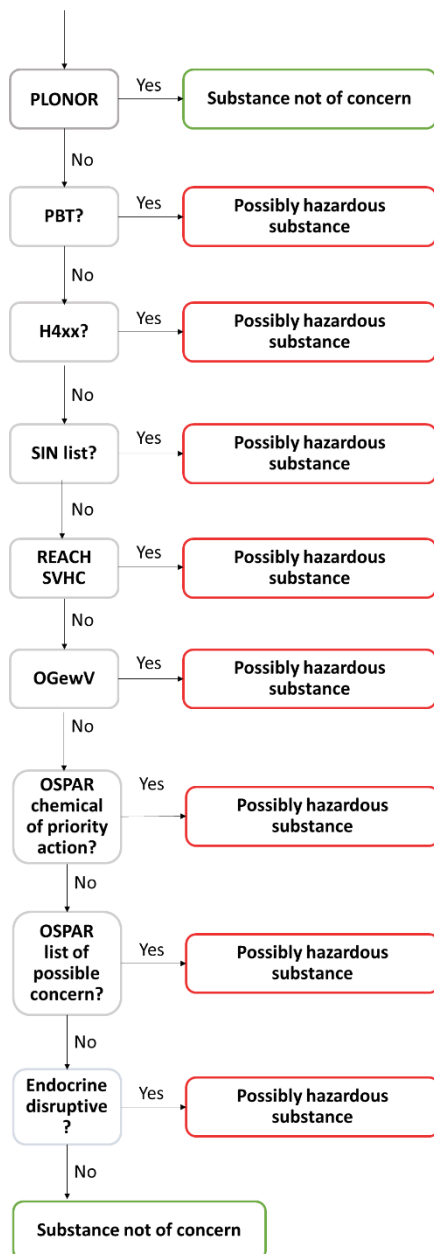 Yes
PLONOR
Substance not of concern
No
Yes
PBT?
Possibly hazardous
substance
No
Yes
H4xx?
Possibly hazardous
substance
No
Yes
SIN list?
Possibly hazardous
substance
No
Yes
REACH
SVHC
Possibly hazardous
substance
No
Yes
OGewV
Possibly hazardous
substance
No
Yes
OSPAR
chemical
of priority
action?
Possibly hazardous
substance
No
Yes
OSPAR
list of
possible
concern?
Possibly hazardous
substance
No
Yes
Endocrine
disruptive
?
Possibly hazardous
substance
No
Substance not of concern